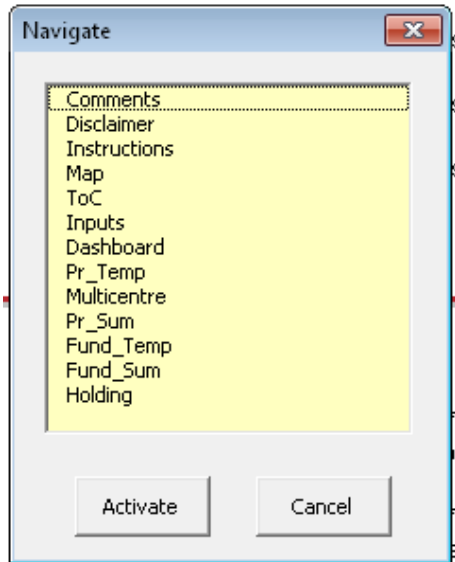 Navigate
Comments
Disclaimer
Instructions
Map
ToC
Inputs
Dashboard
Pr_Temp
Multicentre
Pr_Sum
Fund_Temp
Fund_Sum
Holding
Activate
Cancel